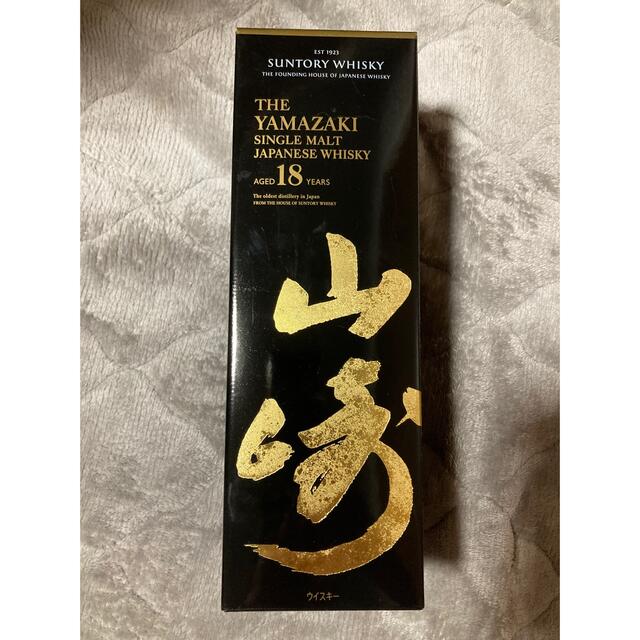 EST 1923
SUNTORY WHISKY
THE FOUNDING HOUSE OF JAPANESE WHISKY
THE
YAMAZAKI
SINGLE MALT
JAPANESE WHISKY
AGED 18 YEARS
The oldest distillery in Japan
FROM THE HOUSE OF SUNTORY WHISKY
山
崎
ウイスキー